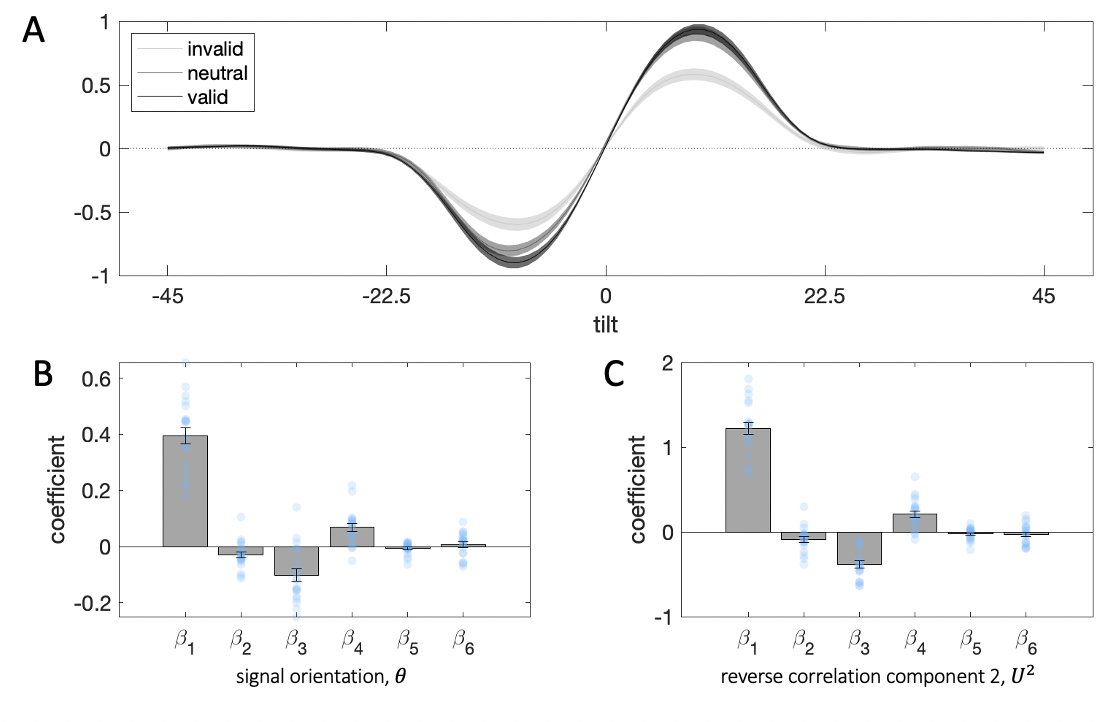 A
1
0.5
0
-0.5
-1
invalid
neutral
valid
-45 -22.5 0 22.5 45
tilt
B
coefficient
0.6
0.4
0.2
0
-0.2
β1 β2 β3 β4 β5 β6
signal orientation, θ
C
coefficient
2
1
0
-1
β1 β2 β3 β4 β5 β6
reverse correlation component 2, U²